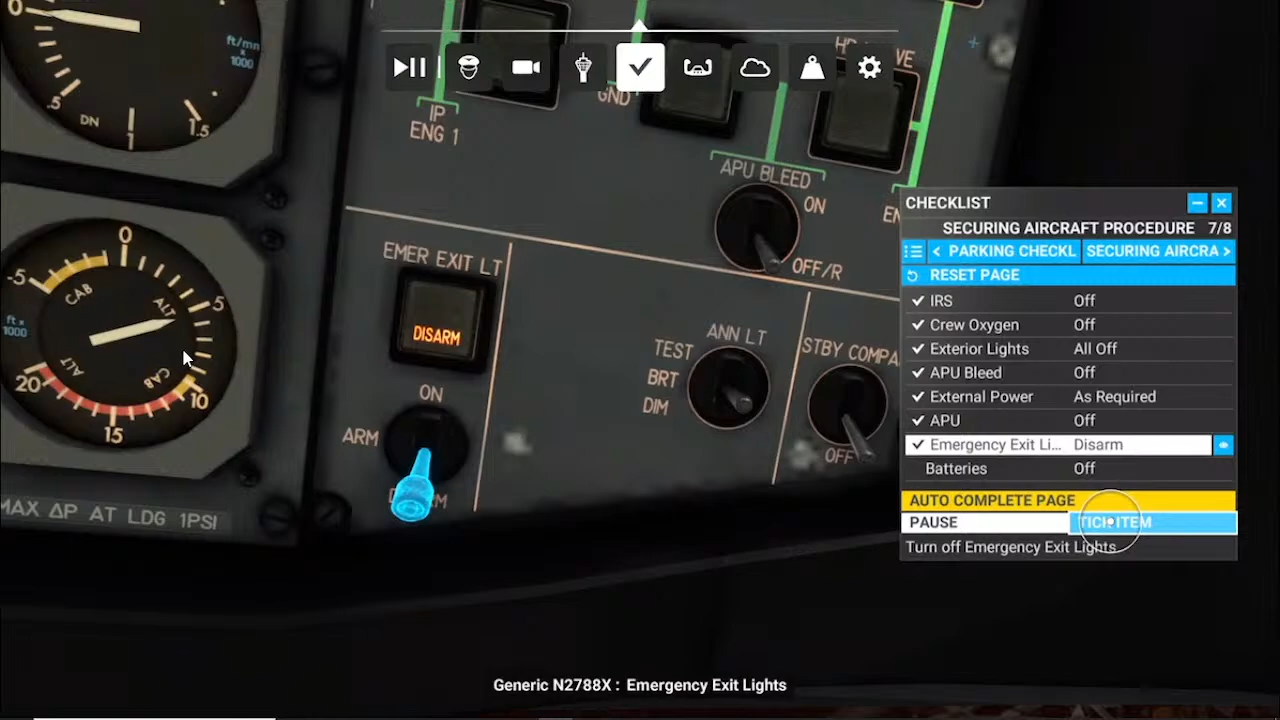 0
ft/mn
x
1000
.5
DN
1
1.5
IP
ENG 1
GND
APU BLEED
ON
OFF/R
EMER EXIT LT
DISARM
ON
ARM
0
.5
5
CAB
ALT
ft x
1000
ALT
CAB
20
10
15
MAX ΔP AT LDG 1PSI
ANN LT
TEST
BRT
DIM
OFF
CHECKLIST
SECURING AIRCRAFT PROCEDURE 7/8
< PARKING CHECKL SECURING AIRCRA >
RESET PAGE
IRS Off
Crew Oxygen Off
Exterior Lights All Off
APU Bleed Off
External Power As Required
APU Off
Emergency Exit Li... Disarm
Batteries Off
AUTO COMPLETE PAGE
PAUSE TICK ITEM
Turn off Emergency Exit Lights
Generic N2788X : Emergency Exit Lights